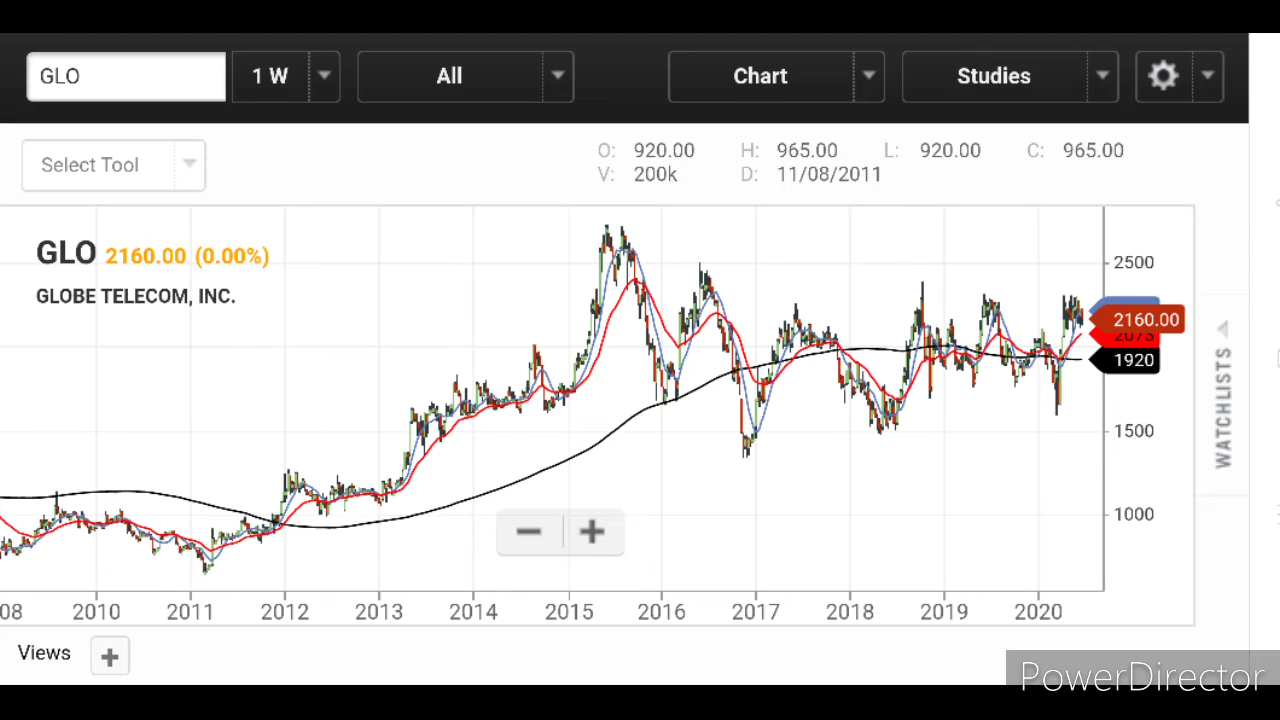 GLO 1 W All Chart Studies
Select Tool
O: 920.00 H: 965.00 L: 920.00 C: 965.00
V: 200k D: 11/08/2011
GLO 2160.00 (0.00%)
GLOBE TELECOM, INC.
2500
2160.00
2073
1920
1500
1000
WATCHLISTS
08 2010 2011 2012 2013 2014 2015 2016 2017 2018 2019 2020
Views
PowerDirector